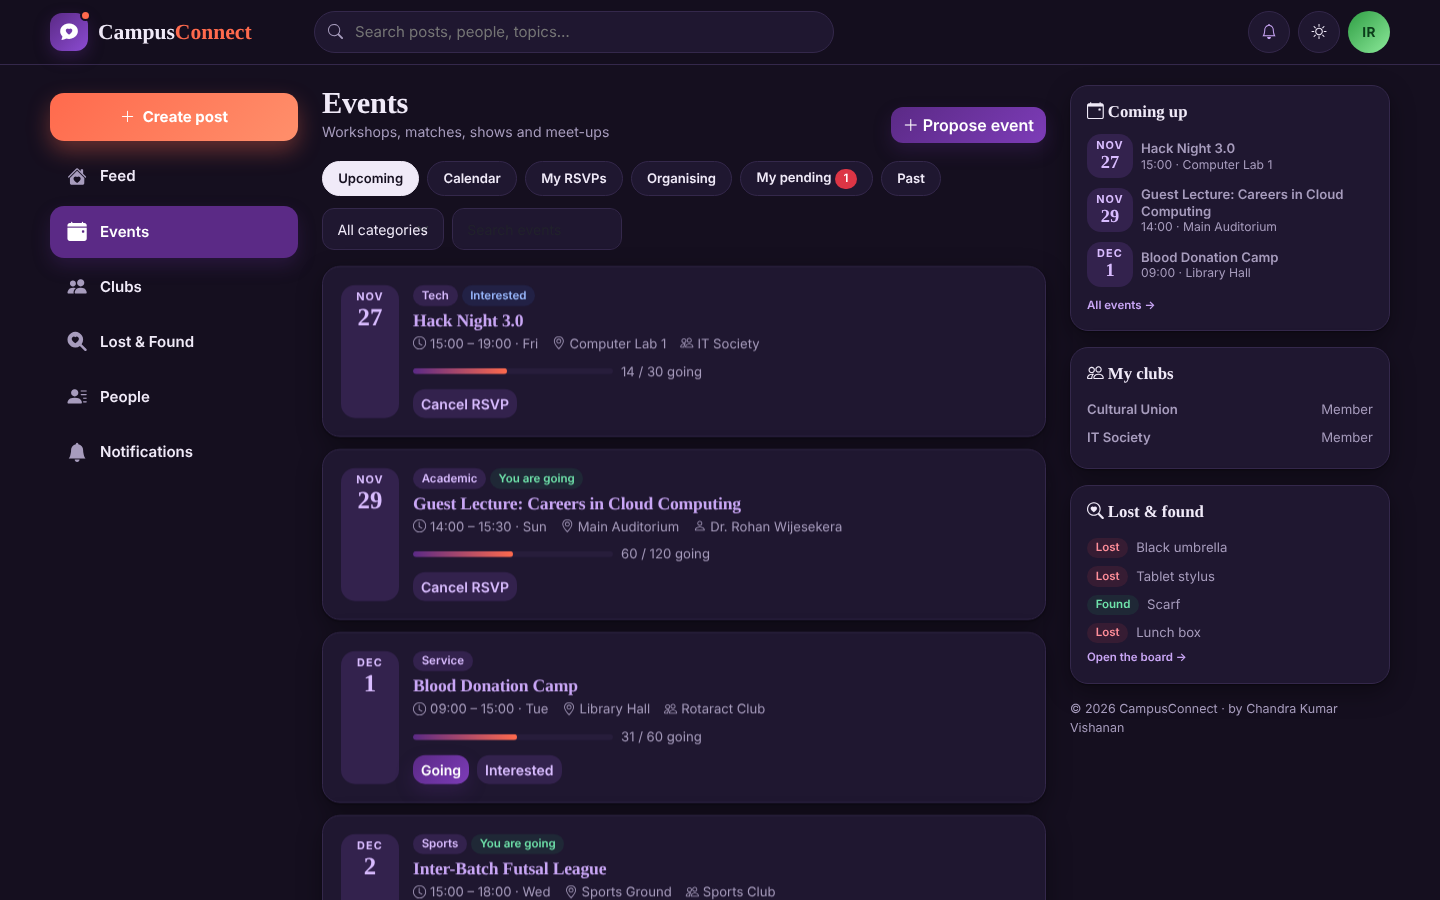 CampusConnect
Search posts, people, topics...
IR
Create post
Feed
Events
Clubs
Lost & Found
People
Notifications
Events
Workshops, matches, shows and meet-ups
Propose event
Upcoming
Calendar
My RSVPs
Organising
My pending 1
Past
All categories
Search events
NOV
27
Tech
Interested
Hack Night 3.0
15:00 – 19:00 · Fri
Computer Lab 1
IT Society
14 / 30 going
Cancel RSVP
NOV
29
Academic
You are going
Guest Lecture: Careers in Cloud Computing
14:00 – 15:30 · Sun
Main Auditorium
Dr. Rohan Wijesekera
60 / 120 going
Cancel RSVP
DEC
1
Service
Blood Donation Camp
09:00 – 15:00 · Tue
Library Hall
Rotaract Club
31 / 60 going
Going
Interested
DEC
2
Sports
You are going
Inter-Batch Futsal League
15:00 – 18:00 · Wed
Sports Ground
Sports Club
Coming up
NOV
27
Hack Night 3.0
15:00 · Computer Lab 1
NOV
29
Guest Lecture: Careers in Cloud
Computing
14:00 · Main Auditorium
DEC
1
Blood Donation Camp
09:00 · Library Hall
All events →
My clubs
Cultural Union
Member
IT Society
Member
Lost & found
Lost
Black umbrella
Lost
Tablet stylus
Found
Scarf
Lost
Lunch box
Open the board →
© 2026 CampusConnect · by Chandra Kumar
Vishanan